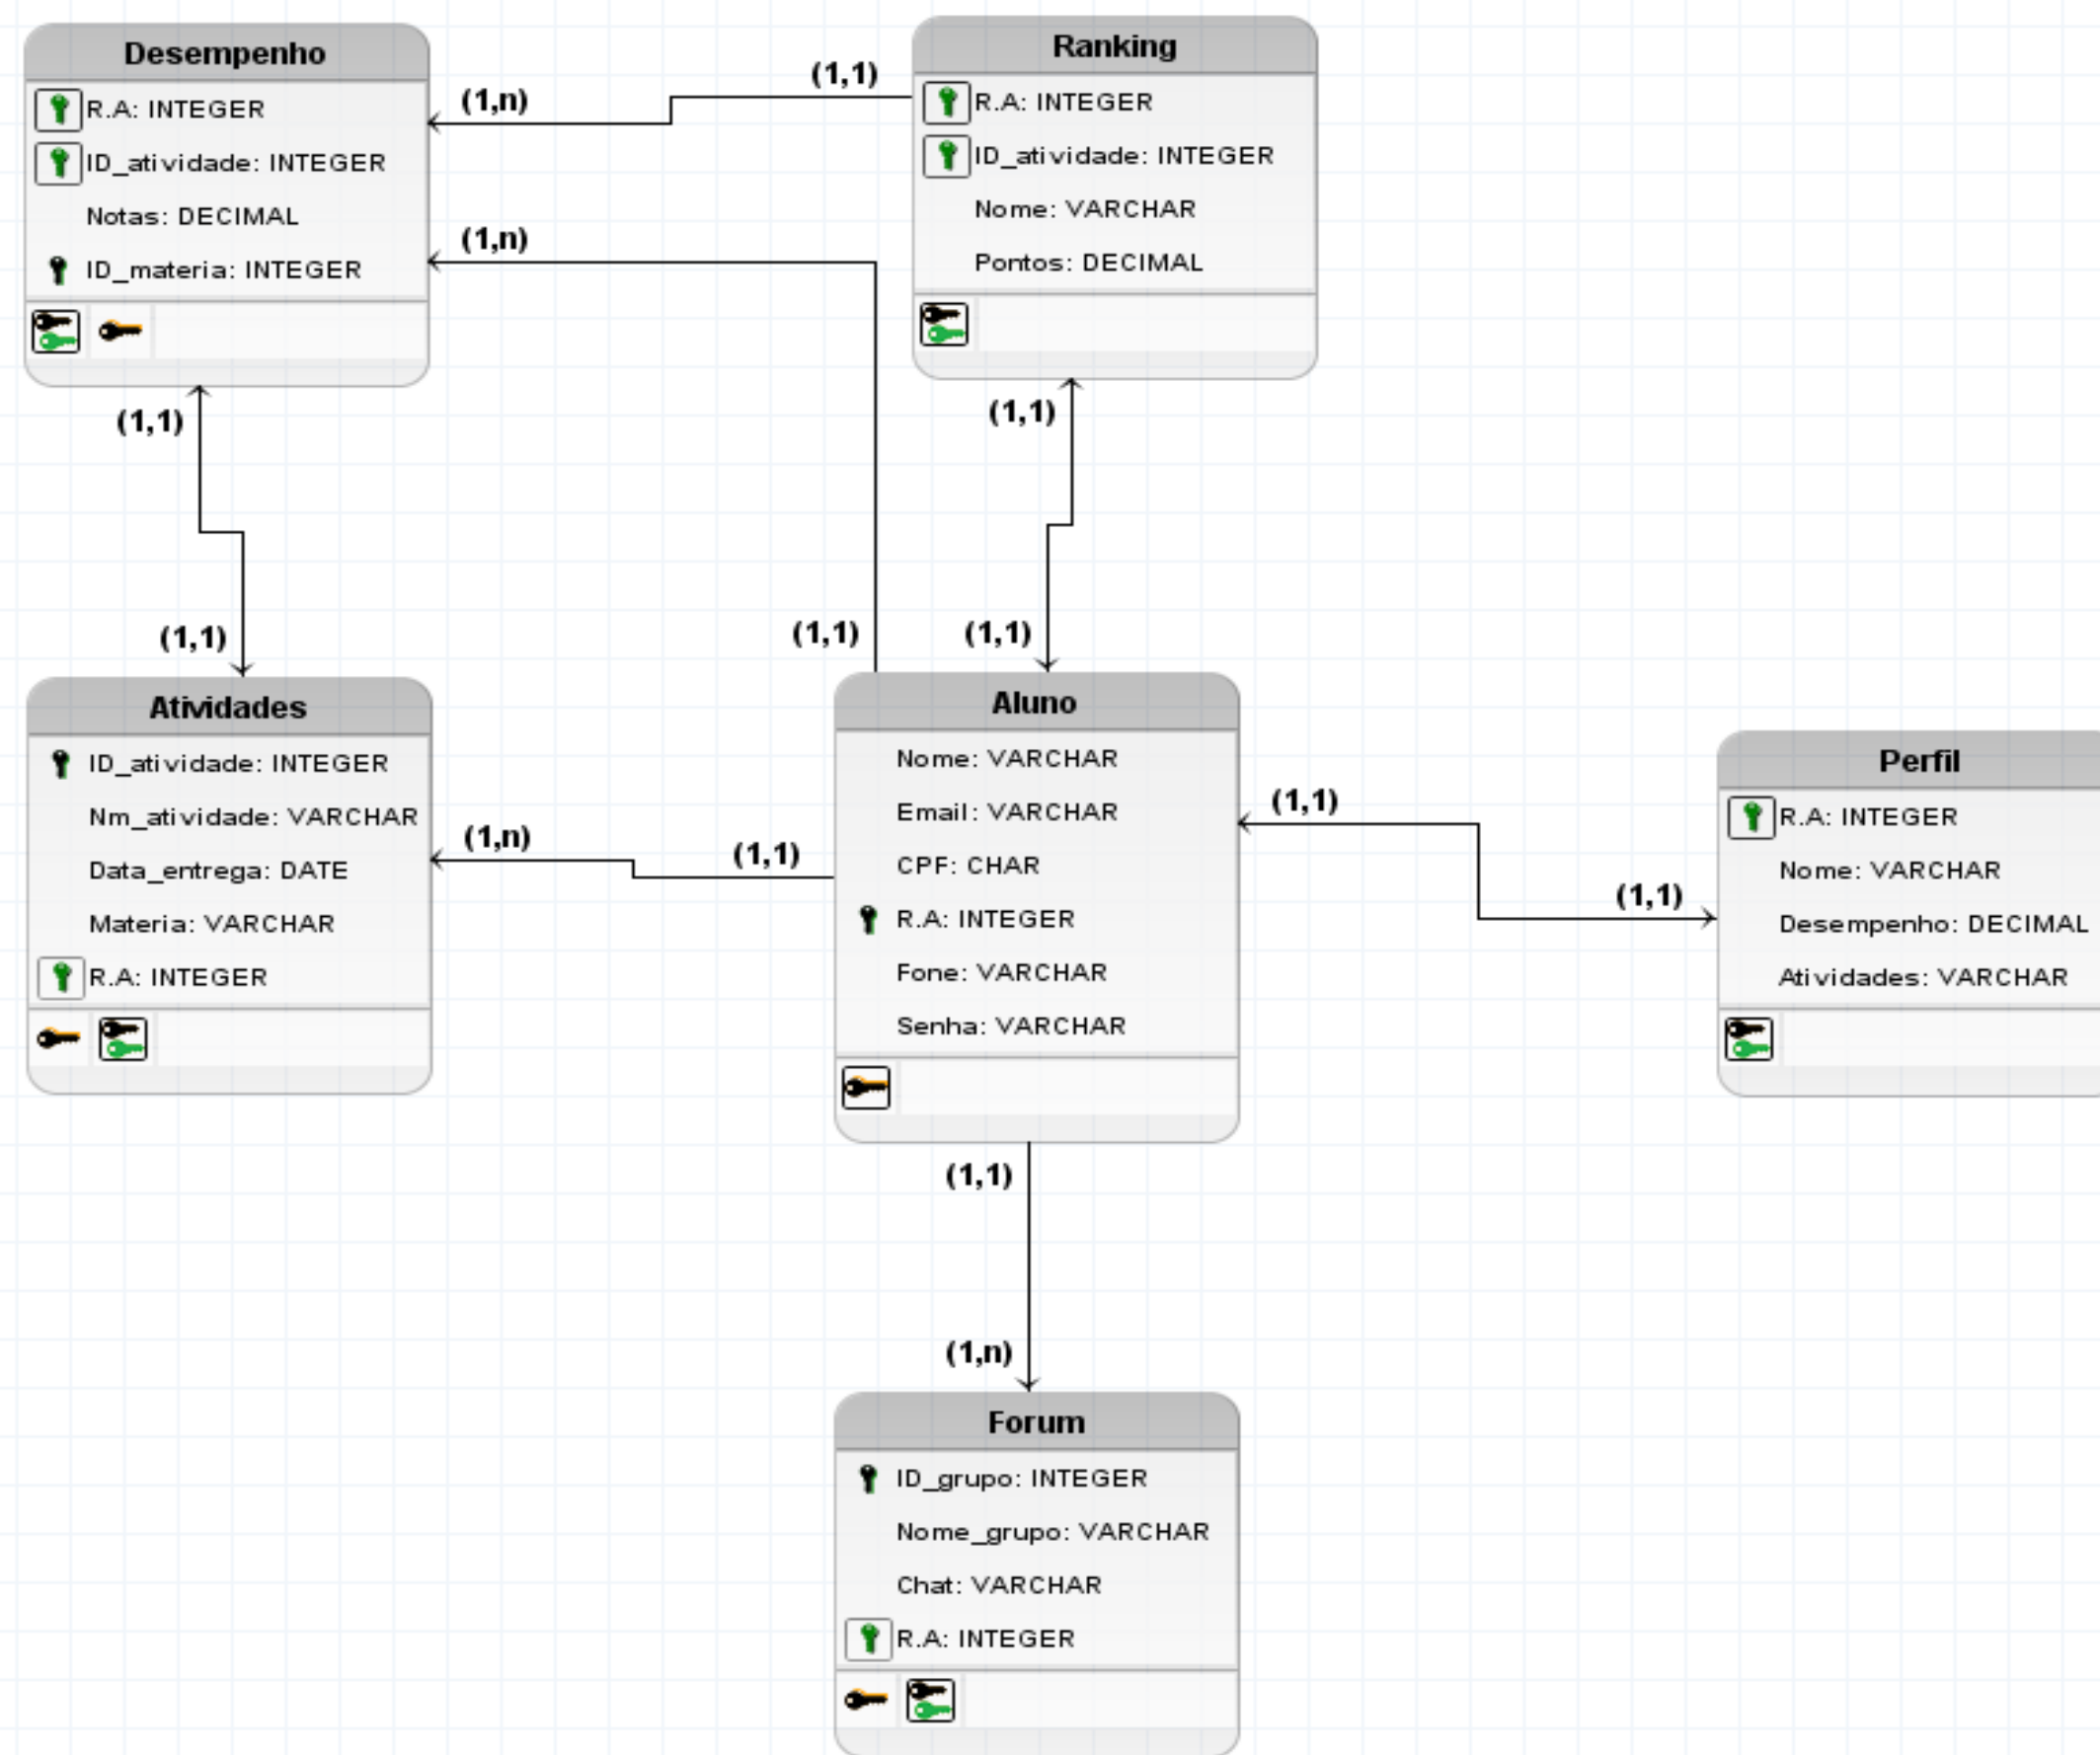 Desempenho
R.A: INTEGER
ID_atividade: INTEGER
Notas: DECIMAL
ID_materia: INTEGER
(1,n)
(1,1)
(1,n)
Ranking
R.A: INTEGER
ID_atividade: INTEGER
Nome: VARCHAR
Pontos: DECIMAL
(1,1)
(1,1)
(1,1)
(1,1)
(1,1)
Atividades
ID_atividade: INTEGER
Nm_atividade: VARCHAR
Data_entrega: DATE
Materia: VARCHAR
R.A: INTEGER
(1,n)
(1,1)
Aluno
Nome: VARCHAR
Email: VARCHAR
CPF: CHAR
R.A: INTEGER
Fone: VARCHAR
Senha: VARCHAR
(1,1)
(1,1)
Perfil
R.A: INTEGER
Nome: VARCHAR
Desempenho: DECIMAL
Atividades: VARCHAR
(1,1)
(1,n)
Forum
ID_grupo: INTEGER
Nome_grupo: VARCHAR
Chat: VARCHAR
R.A: INTEGER